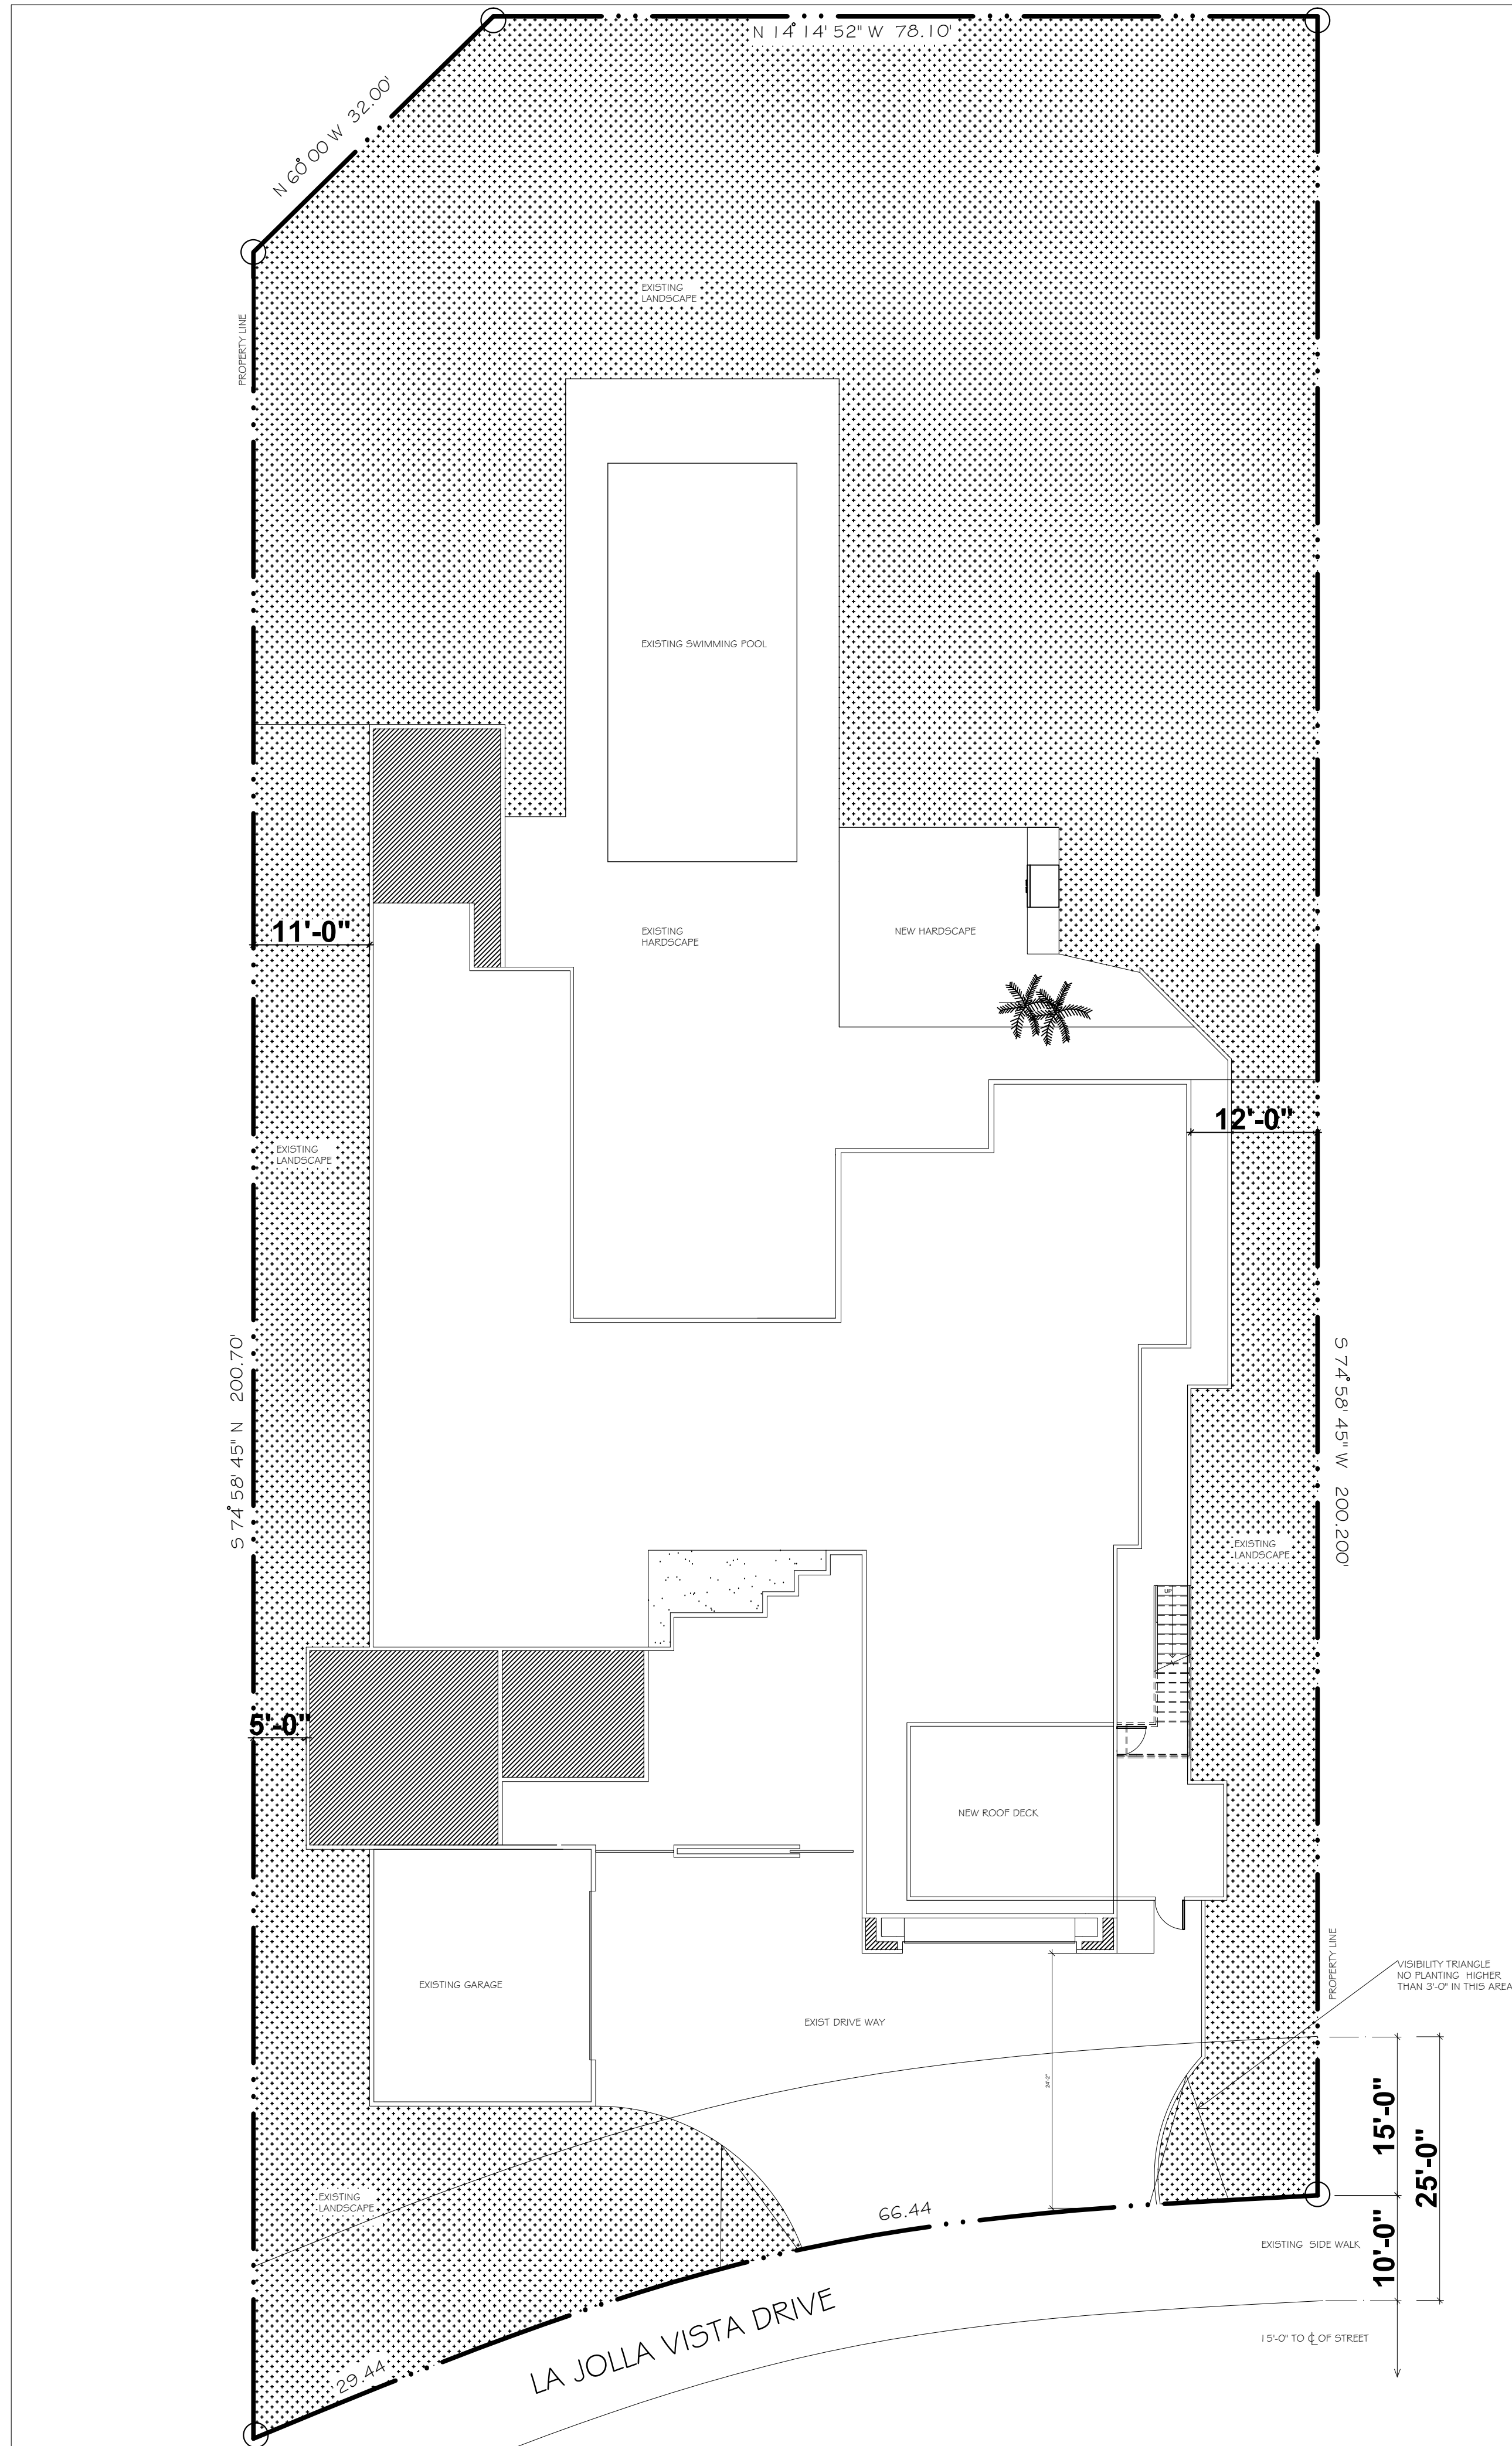 N 14° 14' 52" W 78.10'
N 60° 00 W 32.00'
EXISTING
LANDSCAPE
PROPERTY LINE
EXISTING SWIMMING POOL
11'-0"
EXISTING
HARDSCAPE
NEW HARDSCAPE
12'-0"
EXISTING
LANDSCAPE
S 74° 58' 45" N 200.70'
S 74° 58' 45" W 200.200'
EXISTING
LANDSCAPE
UP
5'-0"
NEW ROOF DECK
PROPERTY LINE
VISIBILITY TRIANGLE
NO PLANTING HIGHER
THAN 3'-0" IN THIS AREA
EXISTING GARAGE
EXIST DRIVE WAY
24'-2"
15'-0"
25'-0"
EXISTING
LANDSCAPE
66.44
10'-0"
EXISTING SIDE WALK
LA JOLLA VISTA DRIVE
15'-0" TO ℄ OF STREET
29.44